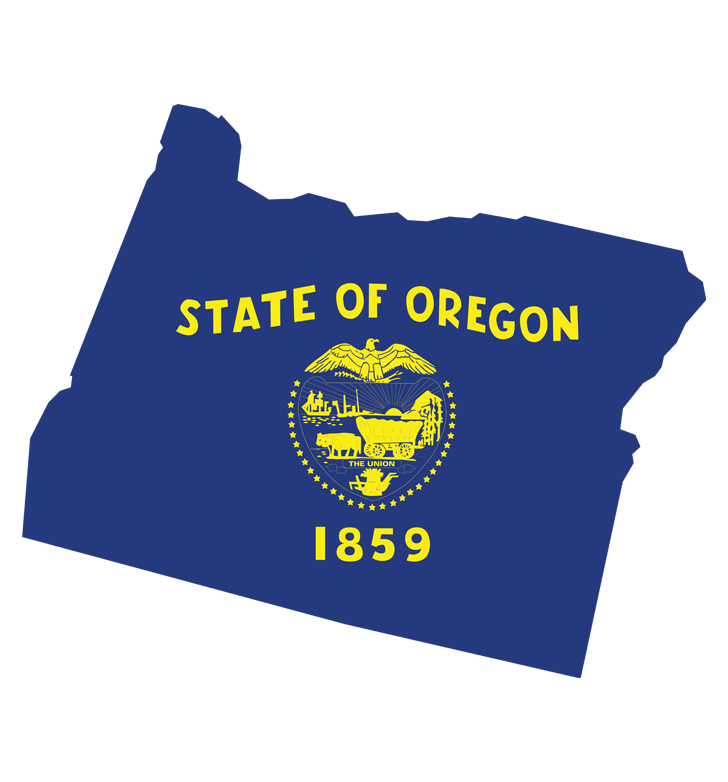 STATE OF OREGON
THE UNION
1859